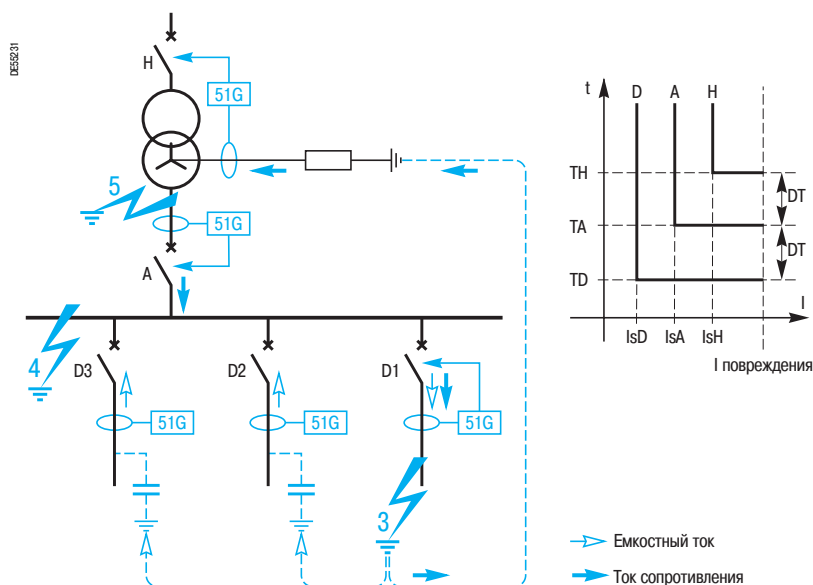 DE55231
H
51G
5
51G
A
4
D3
D2
D1
51G
51G
51G
3
t
D
A
H
TH
DT
TA
DT
TD
I
IsD
IsA
IsH
I повреждения
Емкостный ток
Ток сопротивления